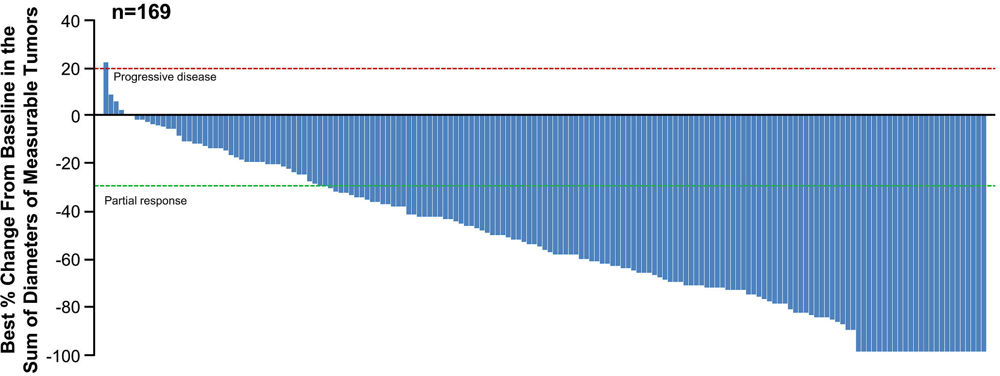 n=169
Best % Change From Baseline in the
Sum of Diameters of Measurable Tumors
40
20
0
-20
-40
-60
-80
-100
Progressive disease
Partial response